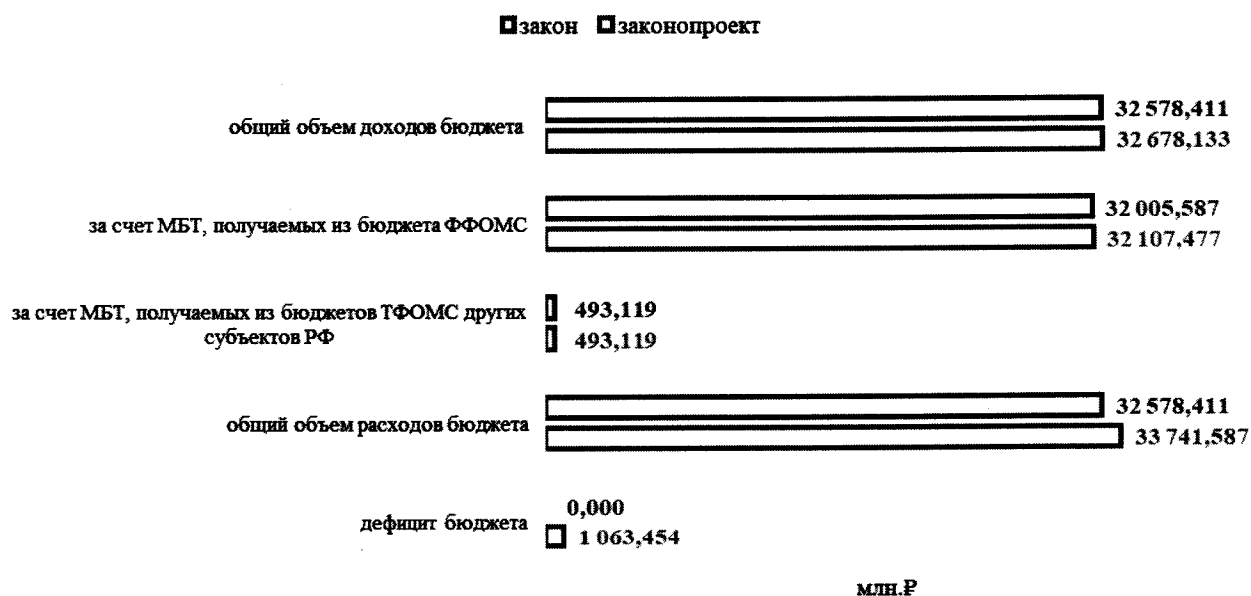 закон законопроект
общий объем доходов бюджета
32 578,411
32 678,133
за счет МБТ, получаемых из бюджета ФФОМС
32 005,587
32 107,477
за счет МБТ, получаемых из бюджетов ТФОМС других
субъектов РФ
493,119
493,119
общий объем расходов бюджета
32 578,411
33 741,587
дефицит бюджета
0,000
1 063,454
млн.₽